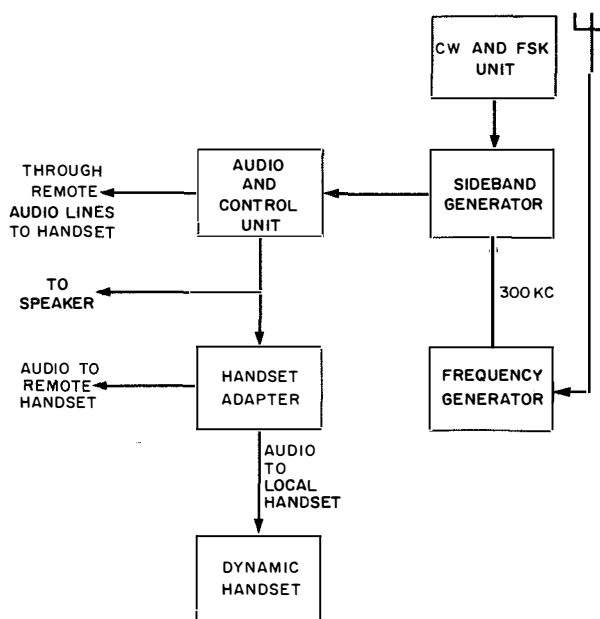 CW AND FSK
UNIT
THROUGH
REMOTE
AUDIO LINES
TO HANDSET
AUDIO
AND
CONTROL
UNIT
SIDEBAND
GENERATOR
TO
SPEAKER
300 KC
AUDIO TO
REMOTE
HANDSET
HANDSET
ADAPTER
FREQUENCY
GENERATOR
AUDIO
TO
LOCAL
HANDSET
DYNAMIC
HANDSET